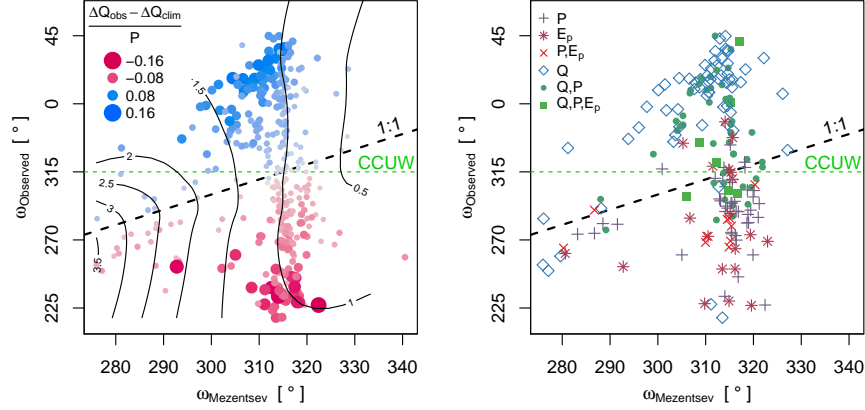 ΔQobs − ΔQclim
P
−0.16
−0.08
0.08
0.16
1:1
CCUW
1.5
2
2.5
3
3.5
0.5
1
45
0
315
270
225
ωObserved [ ° ]
280 290 300 310 320 330 340
ωMezentsev [ ° ]
P
Ep
P,Ep
Q
Q,P
Q,P,Ep
1:1
CCUW
45
0
315
270
225
ωObserved [ ° ]
280 290 300 310 320 330 340
ωMezentsev [ ° ]